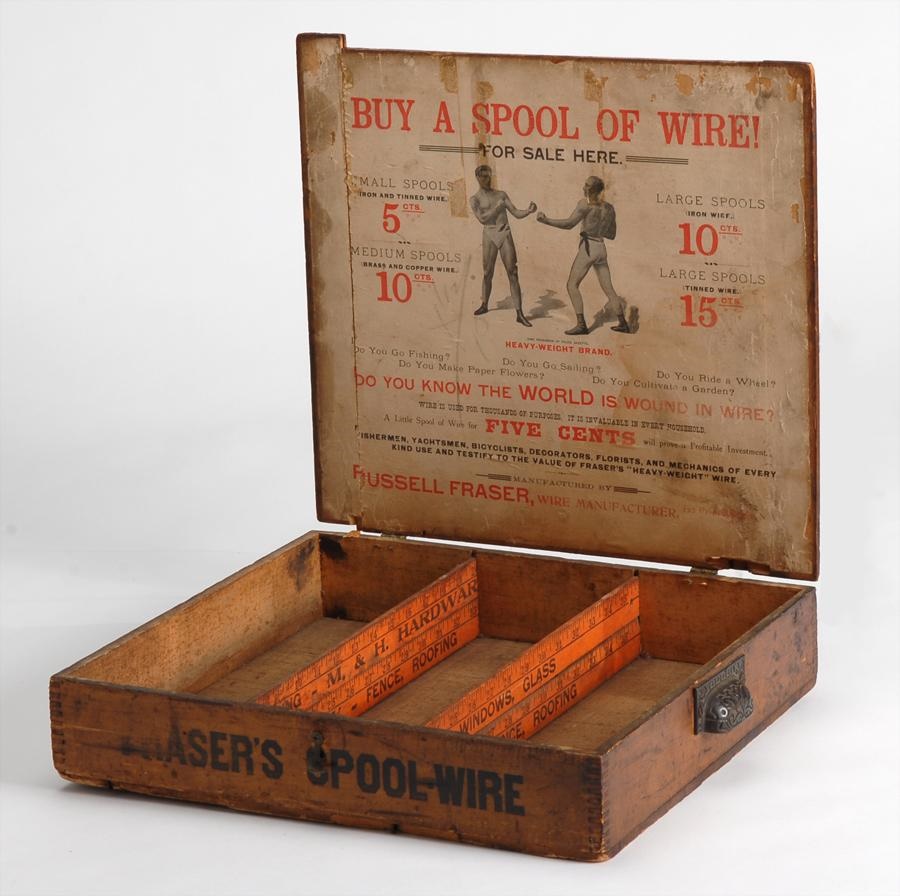 BUY A SPOOL OF WIRE!
FOR SALE HERE.
MALL SPOOLS
IRON AND TINNED WIRE.
5 CTS.
MEDIUM SPOOLS
(BRASS AND COPPER WIRE.)
10 CTS.
LARGE SPOOLS
(IRON WIRE.)
10 CTS.
LARGE SPOOLS
(TINNED WIRE.)
15 CTS.
HEAVY-WEIGHT BRAND.
Do You Go Fishing? Do You Go Sailing? Do You Ride a Wheel?
Do You Make Paper Flowers? Do You Cultivate a Garden?
DO YOU KNOW THE WORLD IS WOUND IN WIRE?
WIRE IS USED FOR THOUSANDS OF PURPOSES. IT IS INVALUABLE IN EVERY HOUSEHOLD.
A Little Spool of Wire for FIVE CENTS will prove a Profitable Investment.
ISHERMEN, YACHTSMEN, BICYCLISTS, DECORATORS, FLORISTS, AND MECHANICS OF EVERY
KIND USE AND TESTIFY TO THE VALUE OF FRASER'S "HEAVY-WEIGHT" WIRE.
MANUFACTURED BY
RUSSELL FRASER, WIRE MANUFACTURER,
NG - M. & H. HARDWAR
- FENCE, ROOFING
WINDOWS, GLASS
NCE, ROOFING
FRASER'S SPOOL-WIRE